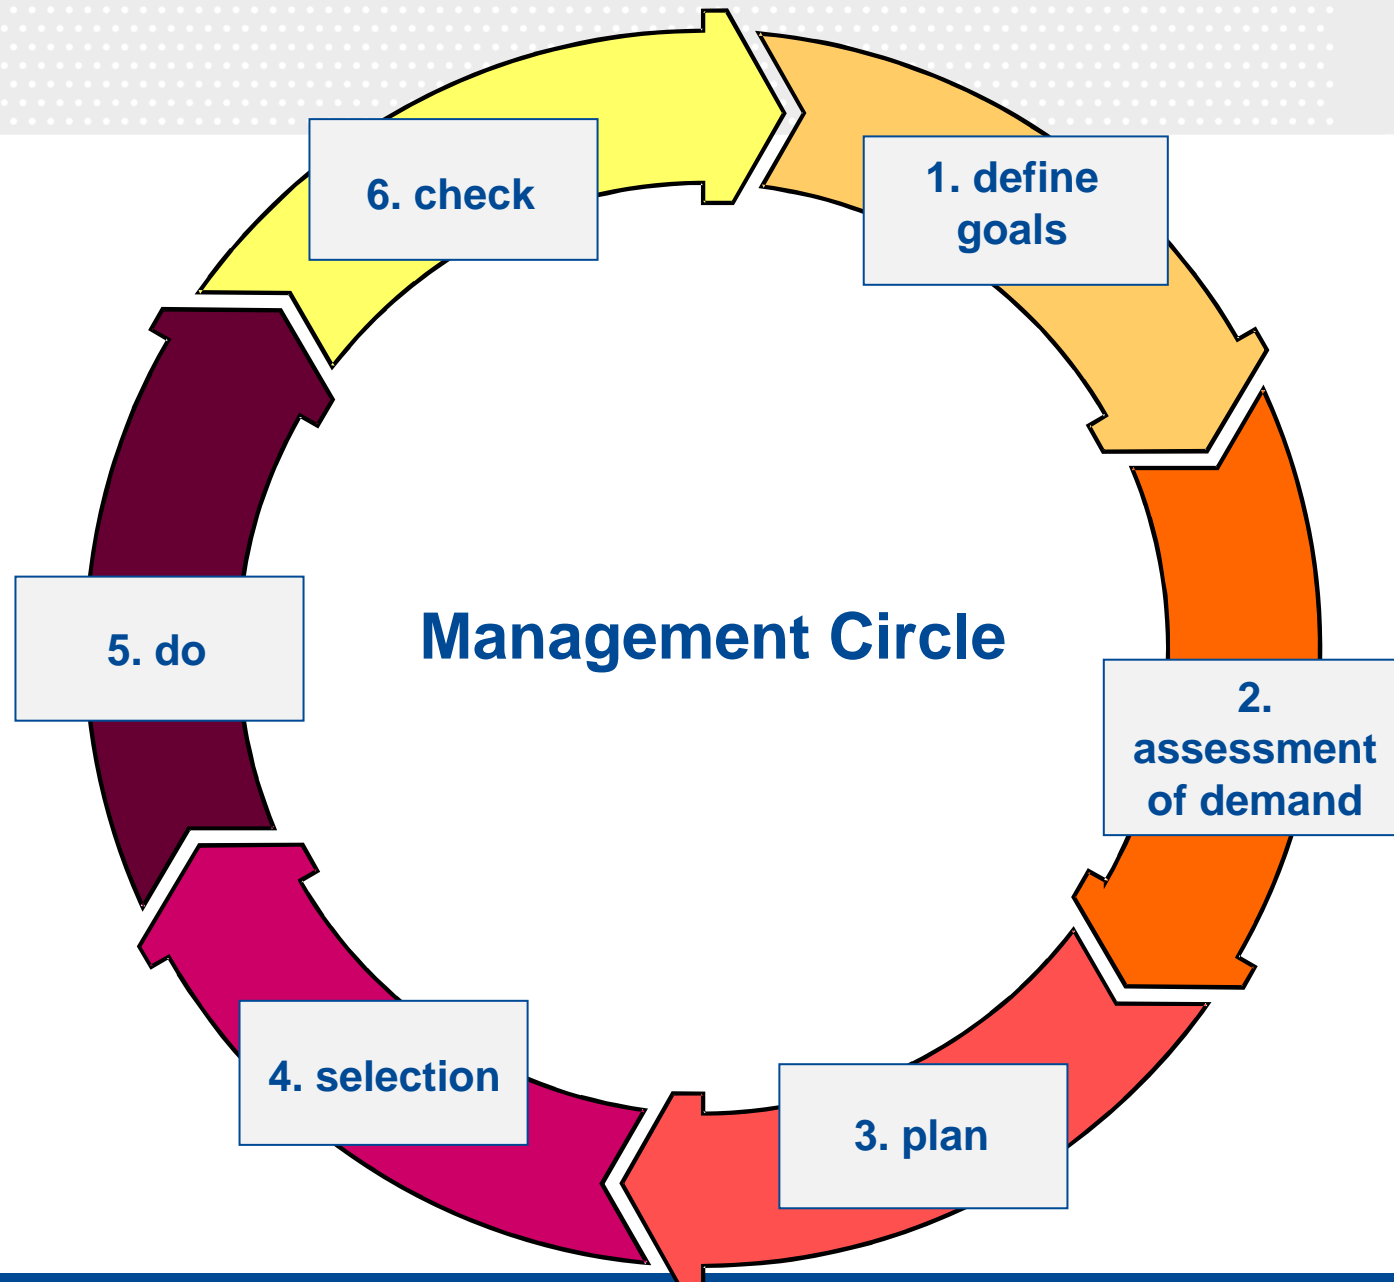 6. check
1. define
goals
Management Circle
5. do
2.
assessment
of demand
4. selection
3. plan